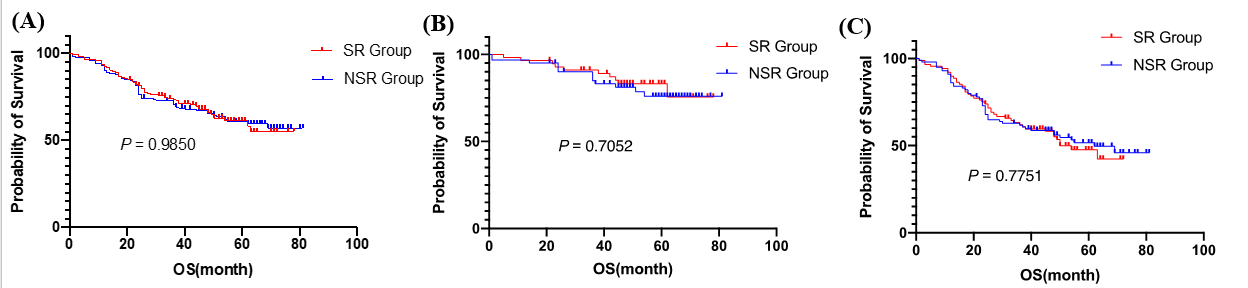 (A)
Probability of Survival
100
50
0
0 20 40 60 80 100
OS(month)
SR Group
NSR Group
P = 0.9850
(B)
Probability of Survival
100
50
0
0 20 40 60 80 100
OS(month)
SR Group
NSR Group
P = 0.7052
(C)
Probability of Survival
100
50
0
0 20 40 60 80 100
OS(month)
SR Group
NSR Group
P = 0.7751